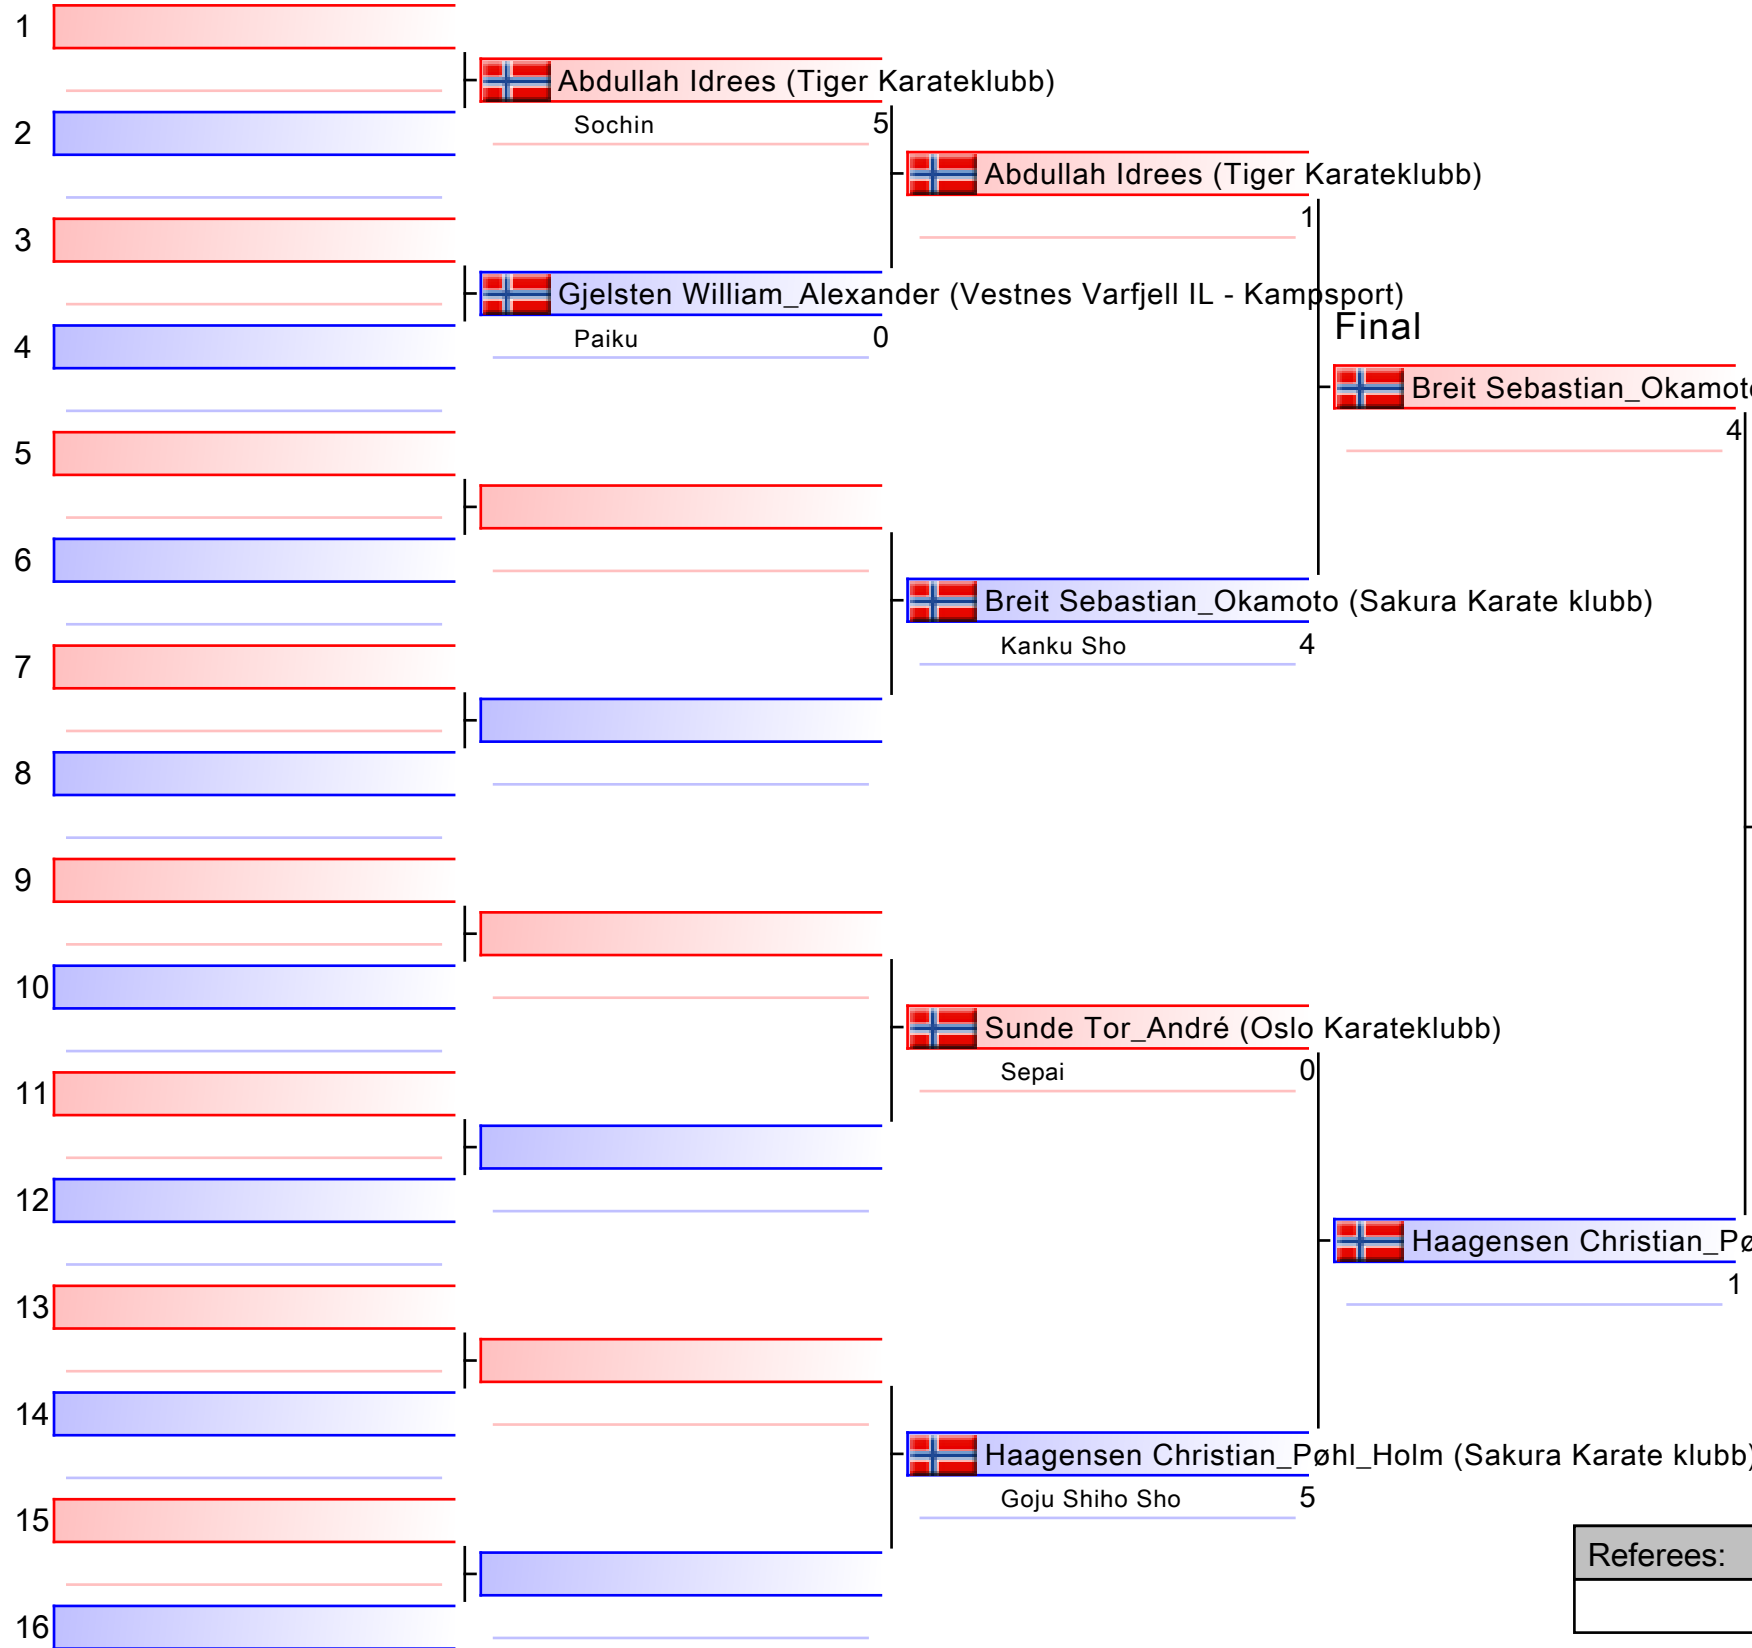 1
Abdullah Idrees (Tiger Karateklubb)
Sochin 5
2
Abdullah Idrees (Tiger Karateklubb)
1
3
Gjelsten William_Alexander (Vestnes Varfjell IL - Kampsport)
Paiku 0
4
Final
Breit Sebastian_Okamoto
4
5
6
Breit Sebastian_Okamoto (Sakura Karate klubb)
Kanku Sho 4
7
8
9
10
Sunde Tor_André (Oslo Karateklubb)
Sepai 0
11
12
Haagensen Christian_Pø
1
13
14
Haagensen Christian_Pøhl_Holm (Sakura Karate klubb)
Goju Shiho Sho 5
15
Referees:
16